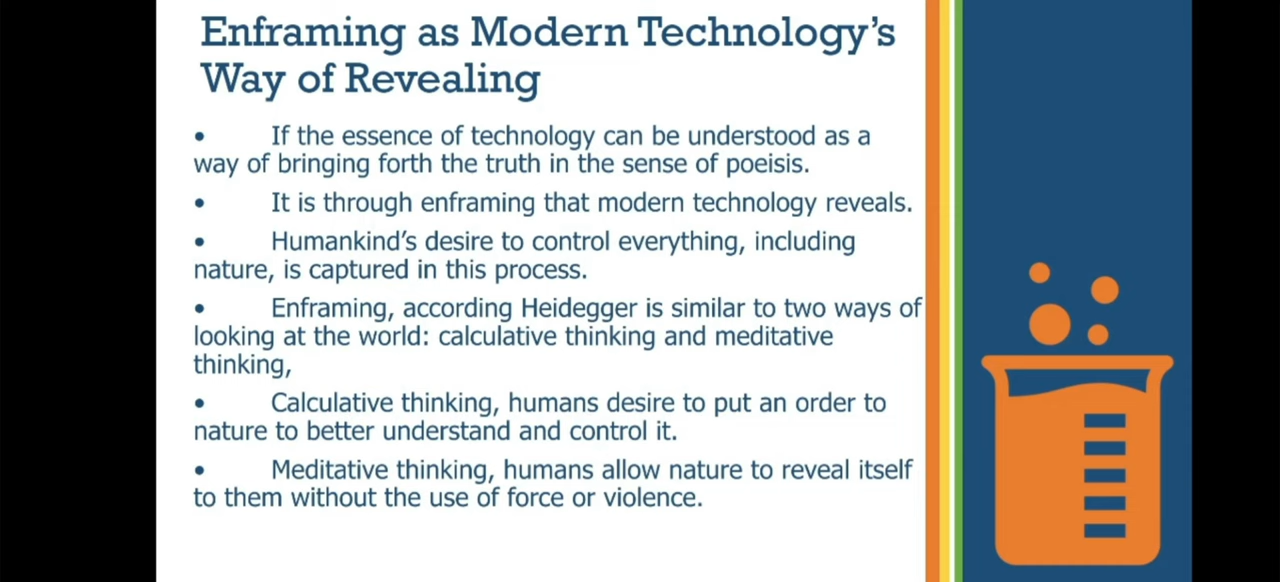 Enframing as Modern Technology's
Way of Revealing
• If the essence of technology can be understood as a
way of bringing forth the truth in the sense of poeisis.
• It is through enframing that modern technology reveals.
• Humankind's desire to control everything, including
nature, is captured in this process.
• Enframing, according Heidegger is similar to two ways of
looking at the world: calculative thinking and meditative
thinking,
• Calculative thinking, humans desire to put an order to
nature to better understand and control it.
• Meditative thinking, humans allow nature to reveal itself
to them without the use of force or violence.